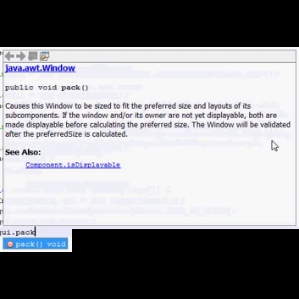 java.awt.Window
public void pack()
Causes this Window to be sized to fit the preferred size and layouts of its
subcomponents. If the window and/or its owner are not yet displayable, both are
made displayable before calculating the preferred size. The Window will be validated
after the preferredSize is calculated.
See Also:
Component.isDisplayable
ui.pack
pack() void